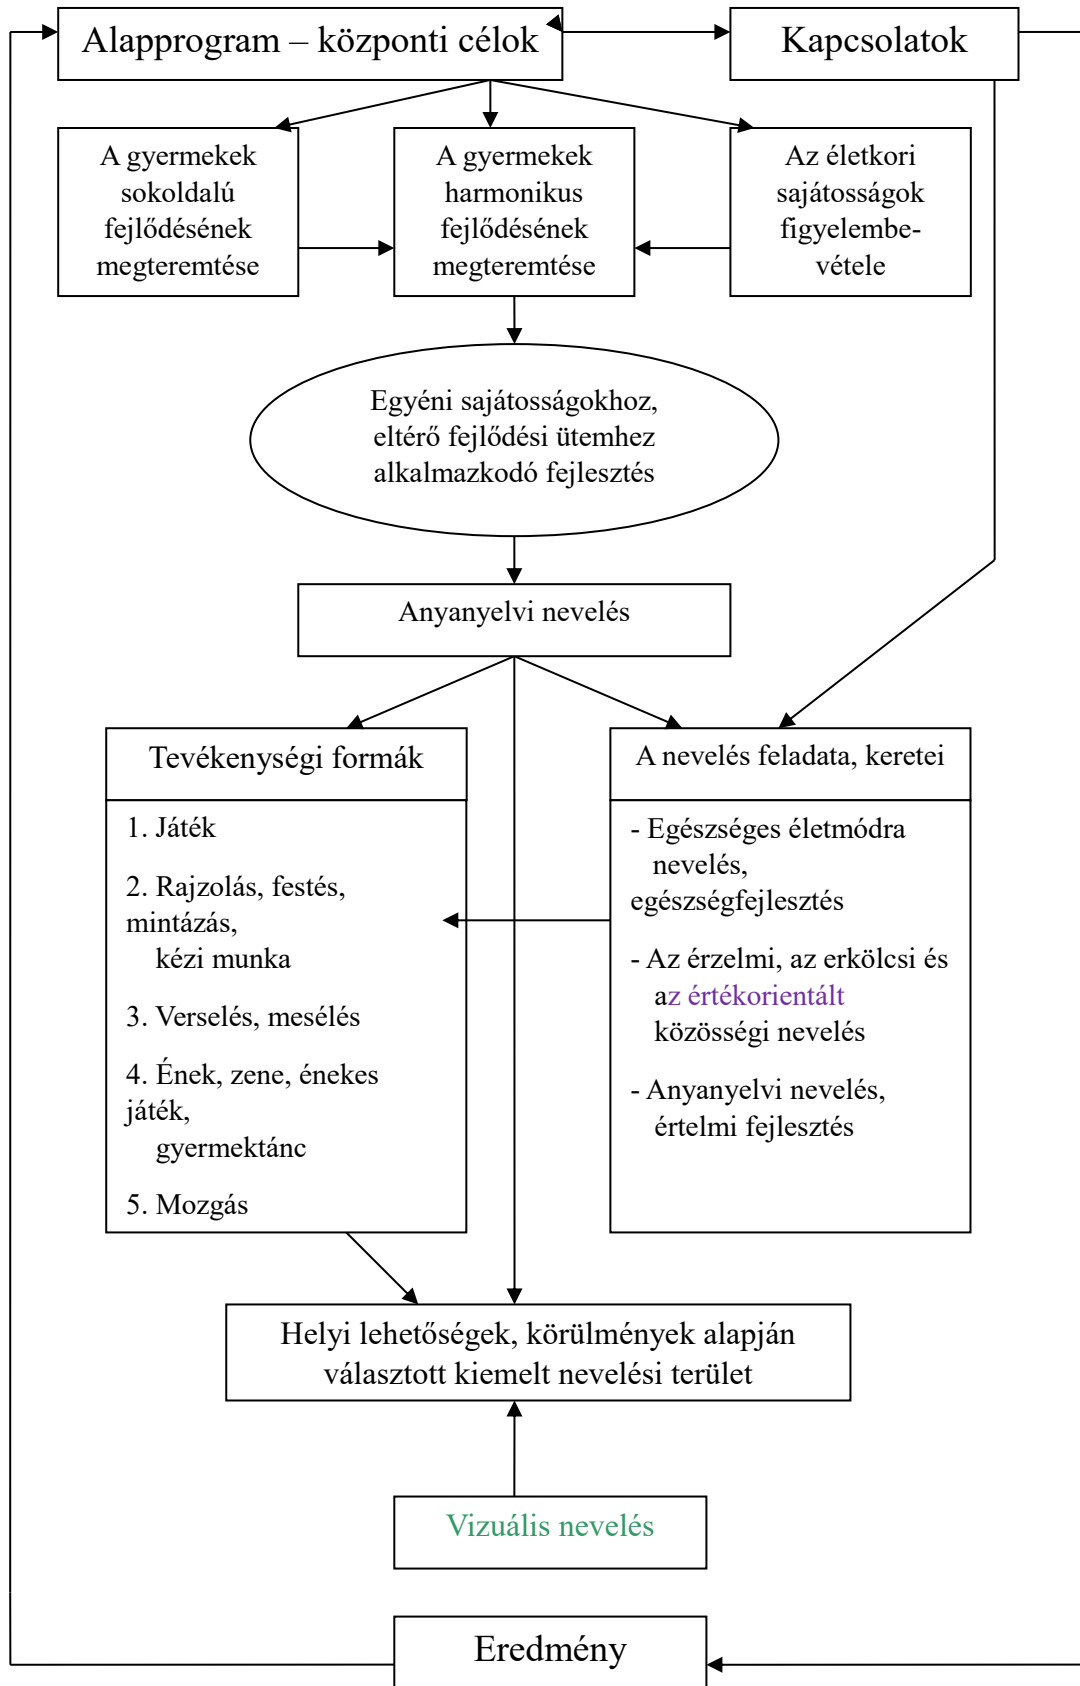 Alapprogram – központi célok
Kapcsolatok
A gyermekek
sokoldalú
fejlődésének
megteremtése
A gyermekek
harmonikus
fejlődésének
megteremtése
Az életkori
sajátosságok
figyelembe-
vétele
Egyéni sajátosságokhoz,
eltérő fejlődési ütemhez
alkalmazkodó fejlesztés
Anyanyelvi nevelés
Tevékenységi formák
1. Játék
2. Rajzolás, festés,
mintázás,
kézi munka
3. Verselés, mesélés
4. Ének, zene, énekes
játék,
gyermektánc
5. Mozgás
A nevelés feladata, keretei
- Egészséges életmódra
nevelés,
egészségfejlesztés
- Az érzelmi, az erkölcsi és
az értékorientált
közösségi nevelés
- Anyanyelvi nevelés,
értelmi fejlesztés
Helyi lehetőségek, körülmények alapján
választott kiemelt nevelési terület
Vizuális nevelés
Eredmény